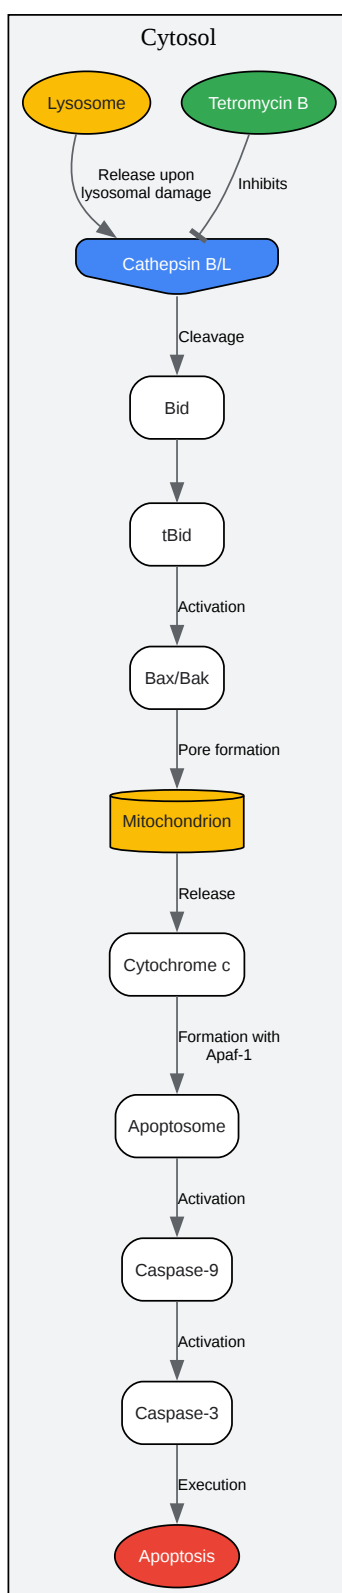 Cytosol
Lysosome
Tetromycin B
Release upon
lysosomal damage
Inhibits
Cathepsin B/L
Cleavage
Bid
tBid
Activation
Bax/Bak
Pore formation
Mitochondrion
Release
Cytochrome c
Formation with
Apaf-1
Apoptosome
Activation
Caspase-9
Activation
Caspase-3
Execution
Apoptosis